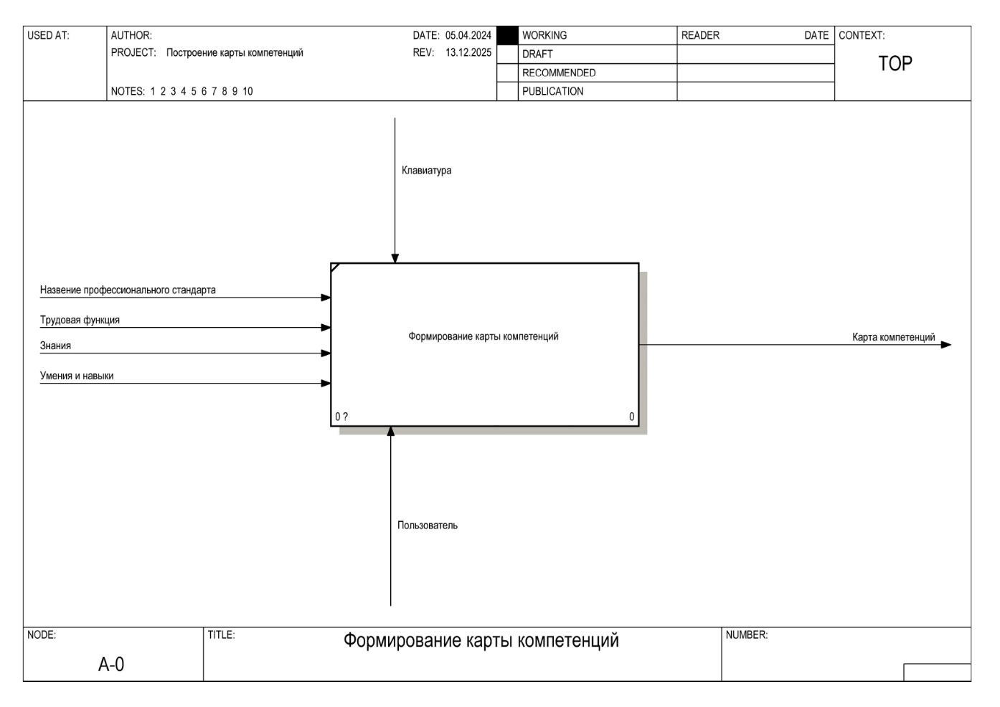 USED AT:
AUTHOR:
DATE: 05.04.2024
PROJECT: Построение карты компетенций
REV: 13.12.2025
NOTES: 1 2 3 4 5 6 7 8 9 10
WORKING
DRAFT
RECOMMENDED
PUBLICATION
READER DATE
CONTEXT:
TOP
Клавиатура
Назвение профессионального стандарта
Трудовая функция
Знания
Умения и навыки
Формирование карты компетенций
0 ?
0
Карта компетенций
Пользователь
NODE:
A-0
TITLE:
Формирование карты компетенций
NUMBER: